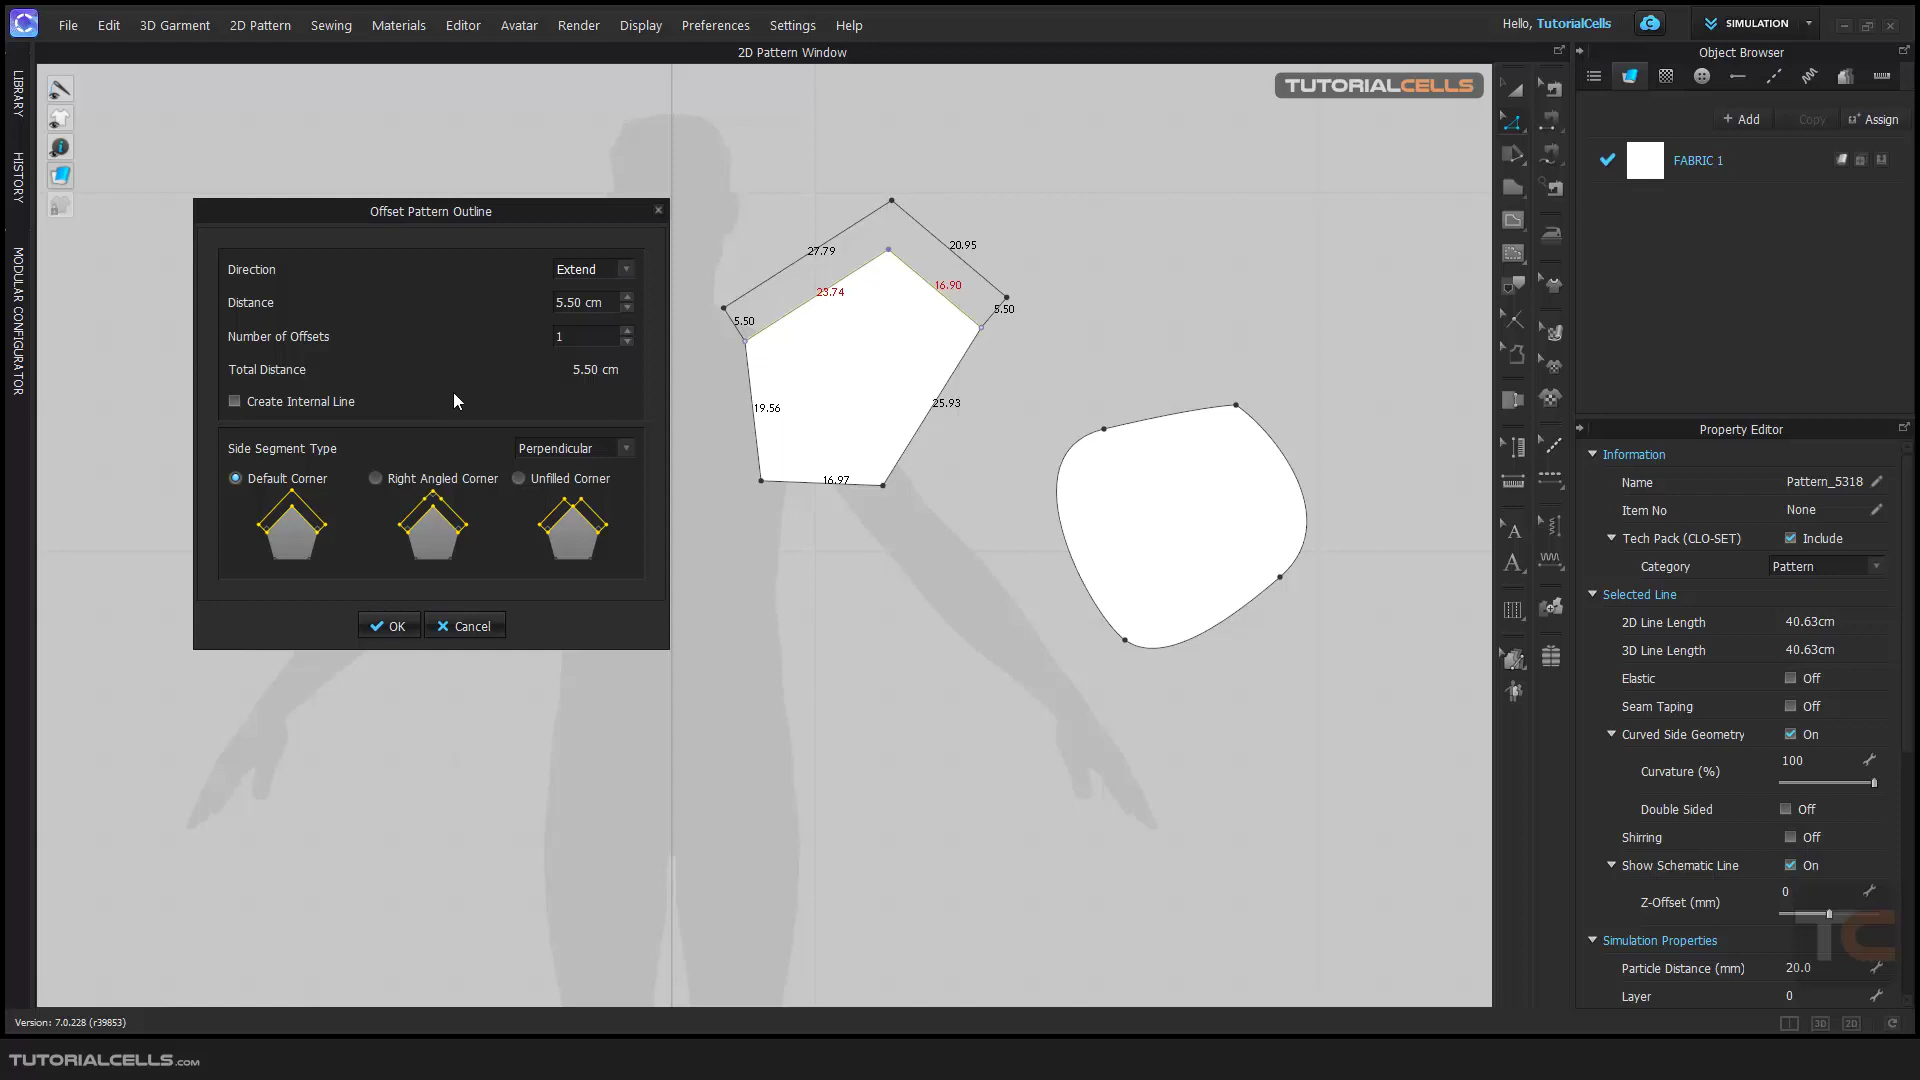 File Edit 3D Garment 2D Pattern Sewing Materials Editor Avatar Render Display Preferences Settings Help
Hello, TutorialCells
SIMULATION
2D Pattern Window
Object Browser
LIBRARY
HISTORY
MODULAR CONFIGURATOR
TUTORIALCELLS
+ Add Copy Assign
FABRIC 1
Offset Pattern Outline
Direction Extend
Distance 5.50 cm
Number of Offsets 1
Total Distance 5.50 cm
Create Internal Line
Side Segment Type Perpendicular
Default Corner Right Angled Corner Unfilled Corner
OK Cancel
27.79
20.95
23.74
16.90
5.50
5.50
19.56
25.93
16.97
A
A
Property Editor
Information
Name Pattern_5318
Item No None
Tech Pack (CLO-SET) Include
Category Pattern
Selected Line
2D Line Length 40.63cm
3D Line Length 40.63cm
Elastic Off
Seam Taping Off
Curved Side Geometry On
Curvature (%) 100
Double Sided Off
Shirring Off
Show Schematic Line On
Z-Offset (mm) 0
TC
Simulation Properties
Particle Distance (mm) 20.0
Layer 0
Version: 7.0.228 (r39853)
3D 2D
TUTORIALCELLS.com